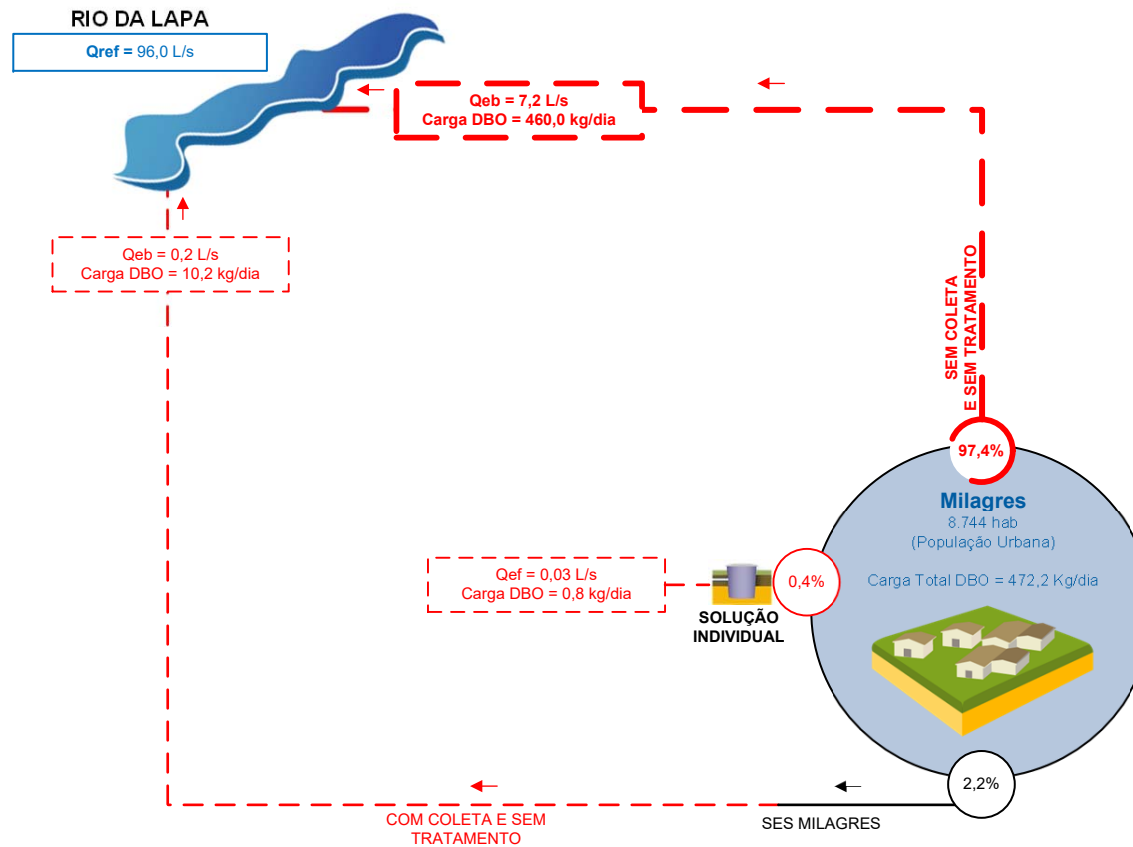 RIO DA LAPA
Qref = 96,0 L/s
Qeb = 7,2 L/s
Carga DBO = 460,0 kg/dia
Qeb = 0,2 L/s
Carga DBO = 10,2 kg/dia
SEM COLETA
E SEM TRATAMENTO
97,4%
Milagres
8.744 hab
(População Urbana)
Carga Total DBO = 472,2 Kg/dia
Qef = 0,03 L/s
Carga DBO = 0,8 kg/dia
0,4%
SOLUÇÃO
INDIVIDUAL
2,2%
COM COLETA E SEM
TRATAMENTO
SES MILAGRES